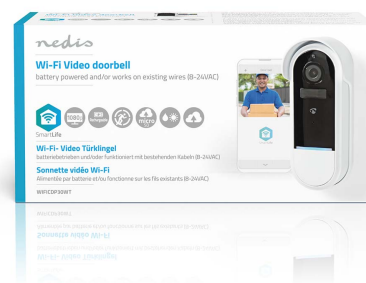 nedis
Wi-Fi Video doorbell
battery powered and/or works on existing wires (8-24VAC)
1080p
micro
SmartLife
Wi-Fi- Video Türklingel
batteriebetrieben und/oder funktioniert mit bestehenden Kabeln (8-24VAC)
Sonnette vidéo Wi-Fi
Alimentée par batterie et/ou fonctionne sur les fils existants (8-24VAC)
WIFICDP30WT